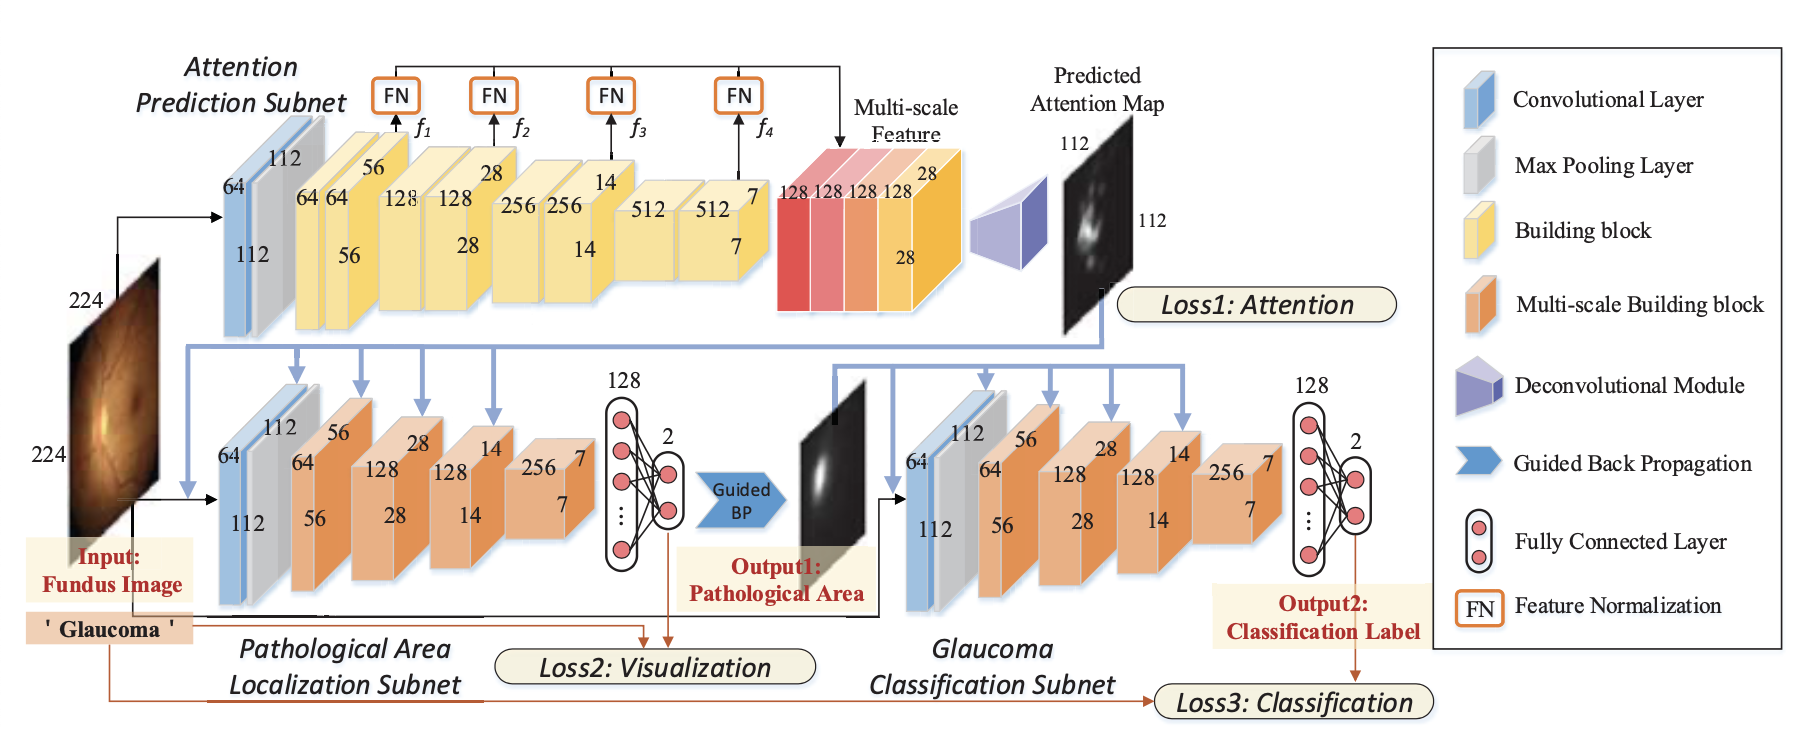 Attention
Prediction Subnet
FN
FN
FN
FN
f1
f2
f3
f4
Multi-scale
Feature
Predicted
Attention Map
112
112
64
112
112
64
64
56
56
128
128
28
28
256
256
14
14
512
512
7
7
128
128
128
128
28
28
Loss1: Attention
224
224
Input:
Fundus Image
' Glaucoma '
64
112
112
64
56
56
128
28
28
128
14
14
256
7
7
128
2
Guided
BP
Output1:
Pathological Area
64
112
112
64
56
56
128
28
28
128
14
14
256
7
7
128
2
Output2:
Classification Label
Pathological Area
Localization Subnet
Loss2: Visualization
Glaucoma
Classification Subnet
Loss3: Classification
Convolutional Layer
Max Pooling Layer
Building block
Multi-scale Building block
Deconvolutional Module
Guided Back Propagation
Fully Connected Layer
FN
Feature Normalization